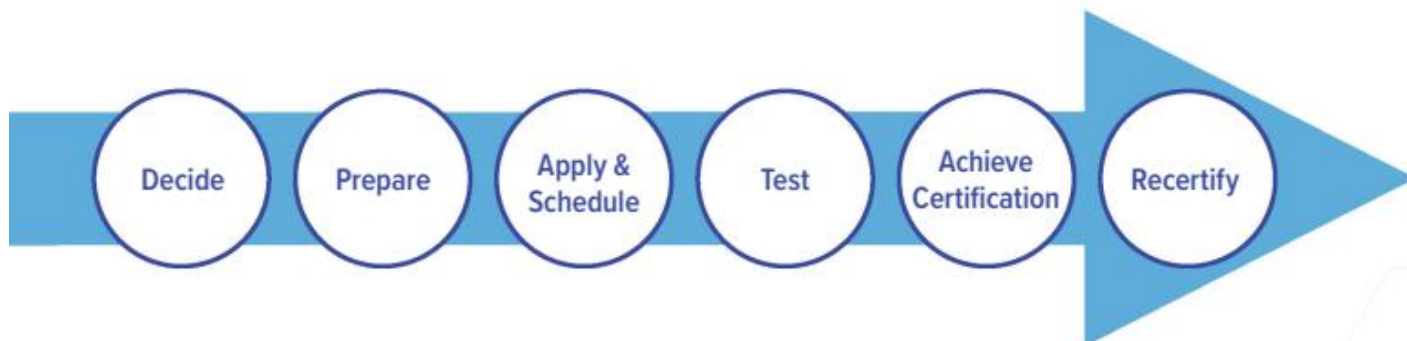 Decide
Prepare
Apply &
Schedule
Test
Achieve
Certification
Recertify